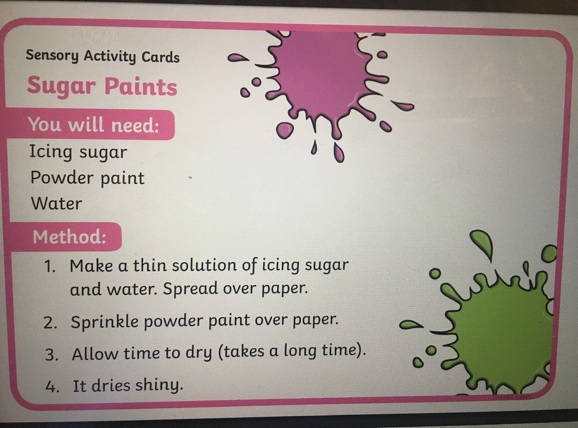 Sensory Activity Cards
Sugar Paints
You will need:
Icing sugar
Powder paint
Water
Method:
1. Make a thin solution of icing sugar
and water. Spread over paper.
2. Sprinkle powder paint over paper.
3. Allow time to dry (takes a long time).
4. It dries shiny.